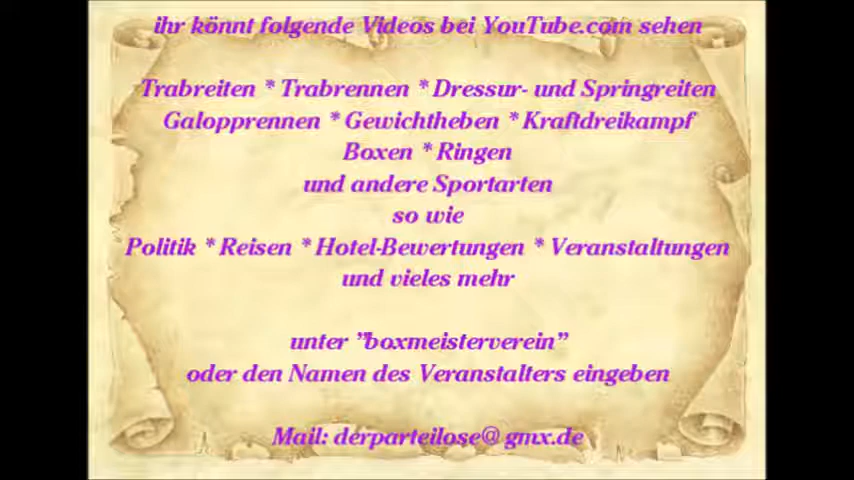 ihr könnt folgende Videos bei YouTube.com sehen
Trabreiten * Trabrennen * Dressur- und Springreiten
Galopprennen * Gewichtheben * Kraftdreikampf
Boxen * Ringen
und andere Sportarten
so wie
Politik * Reisen * Hotel-Bewertungen * Veranstaltungen
und vieles mehr
unter "boxmeisterverein"
oder den Namen des Veranstalters eingeben
Mail: derparteilose@gmx.de